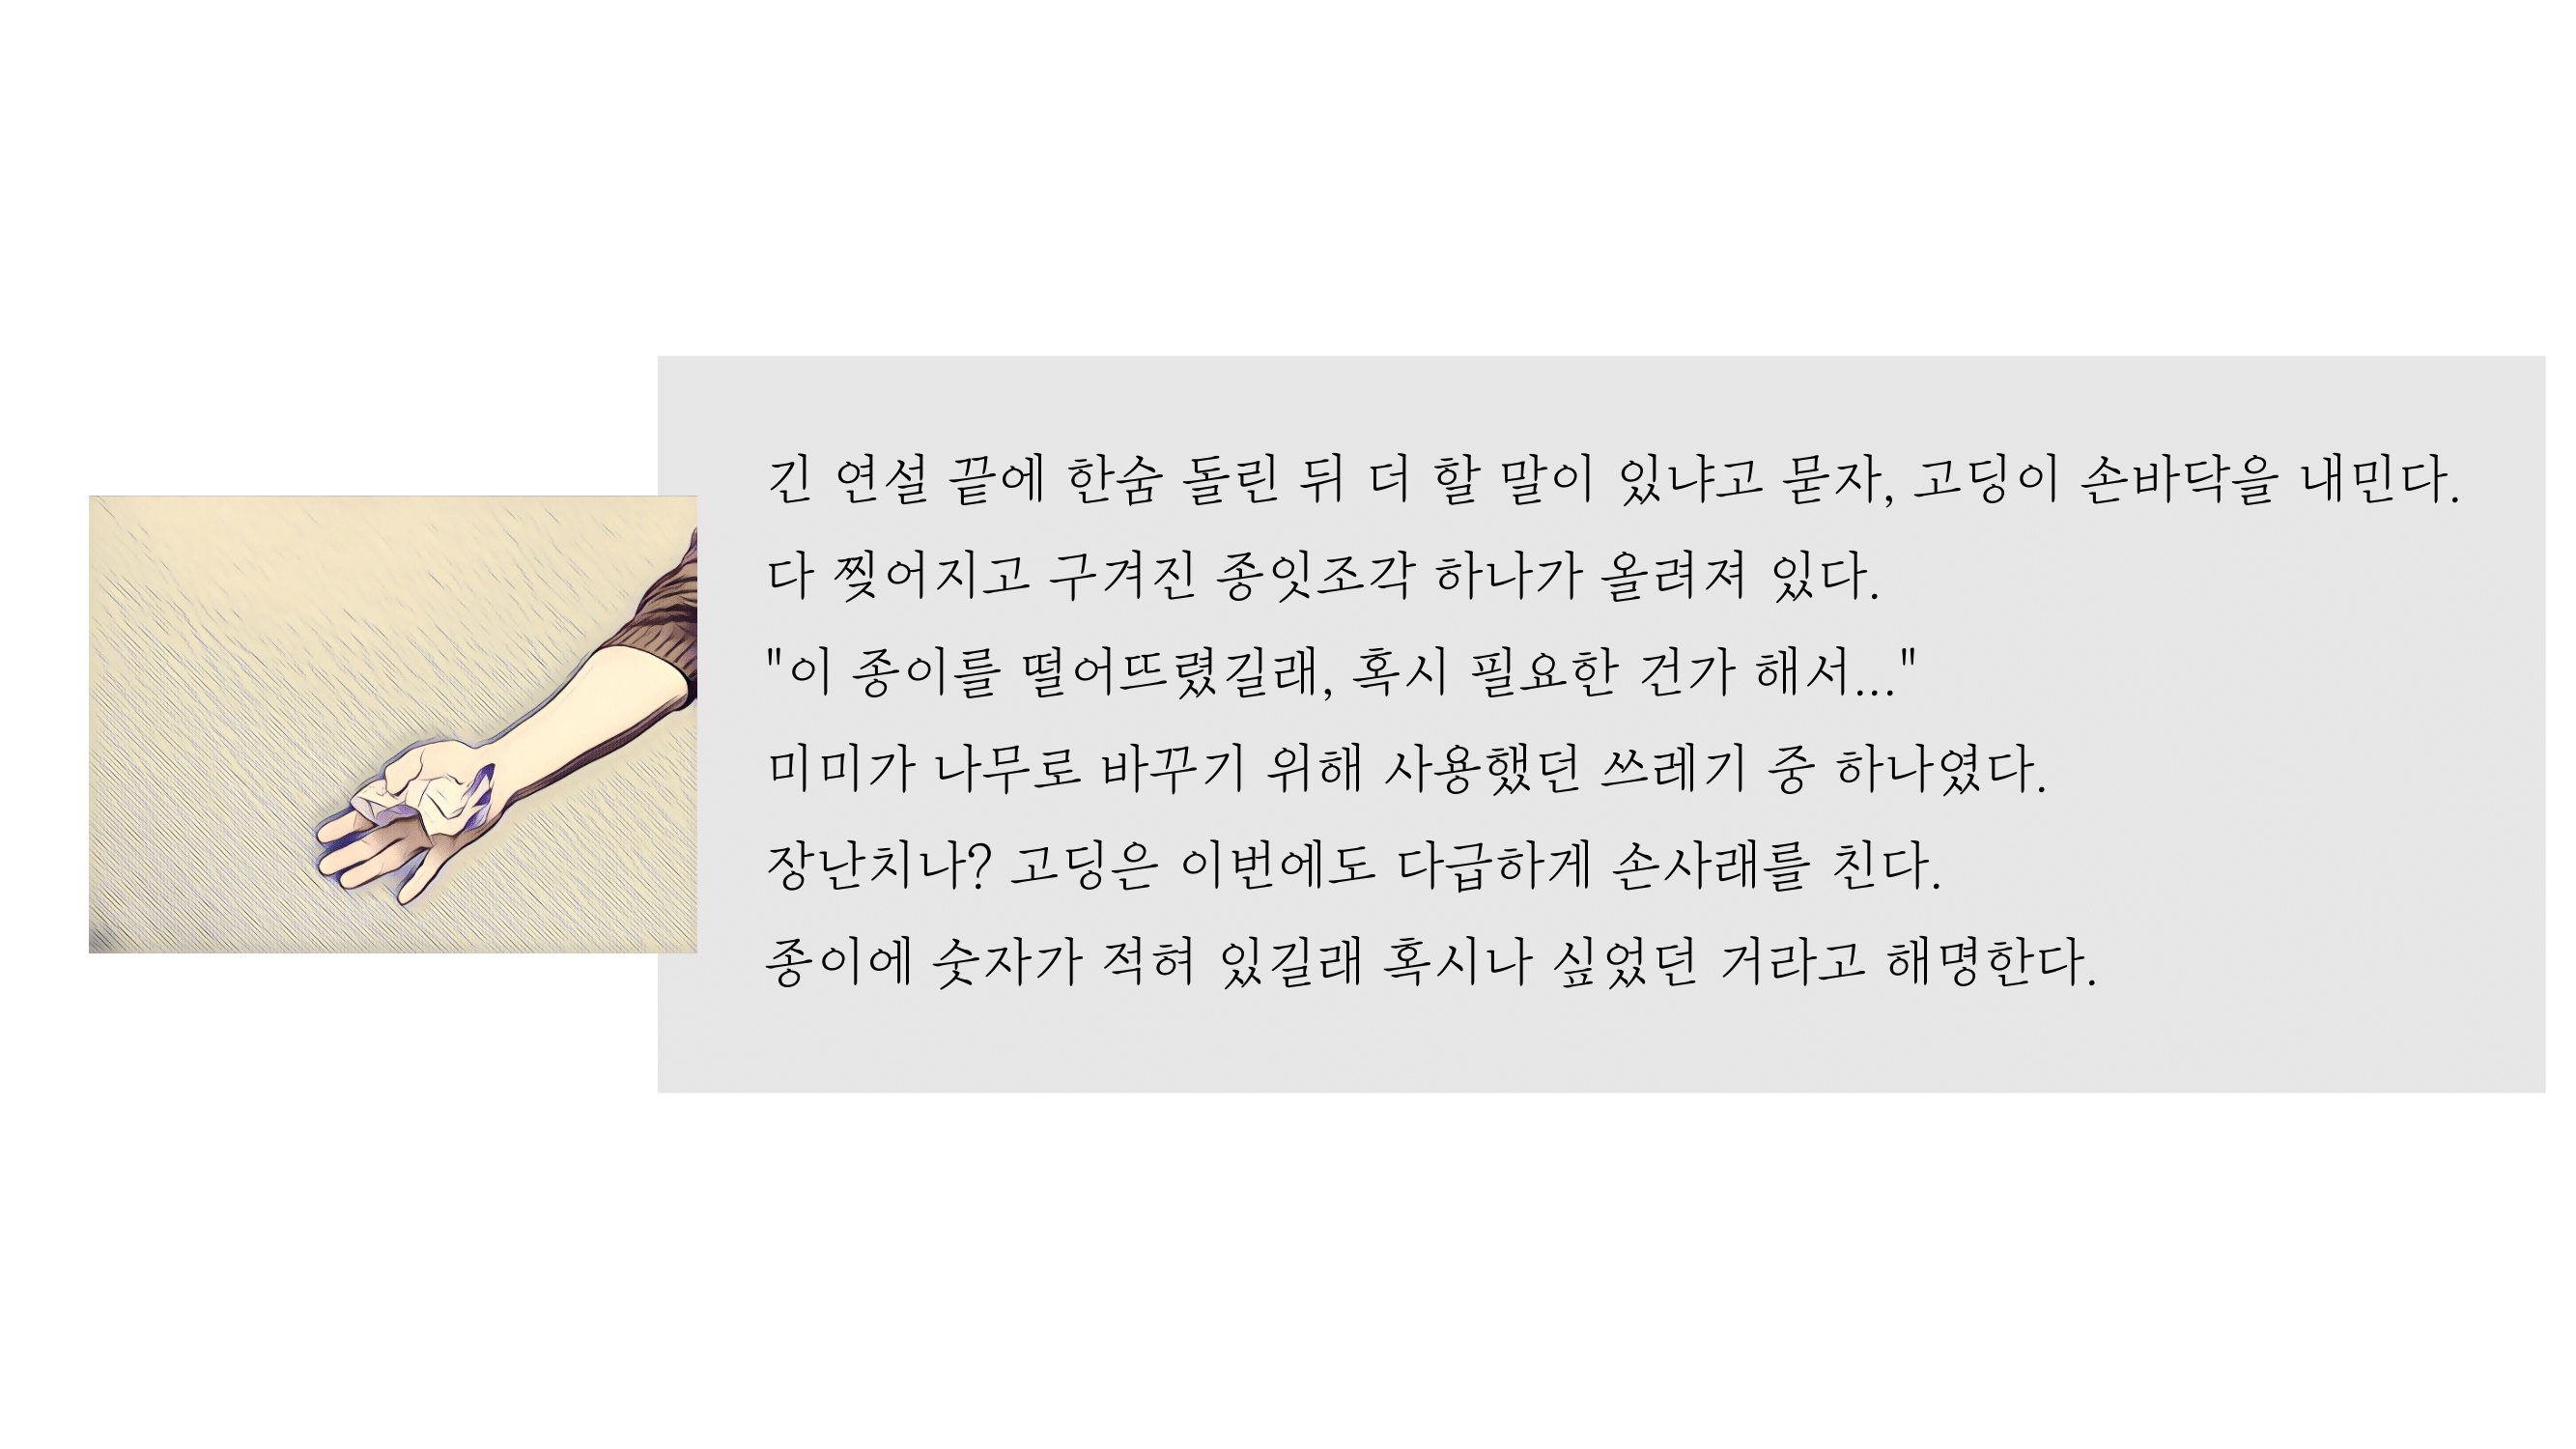 긴 연설 끝에 한숨 돌린 뒤 더 할 말이 있냐고 묻자, 고딩이 손바닥을 내민다.
다 찢어지고 구겨진 종잇조각 하나가 올려져 있다.
"이 종이를 떨어뜨렸길래, 혹시 필요한 건가 해서..."
미미가 나무로 바꾸기 위해 사용했던 쓰레기 중 하나였다.
장난치나? 고딩은 이번에도 다급하게 손사래를 친다.
종이에 숫자가 적혀 있길래 혹시나 싶었던 거라고 해명한다.